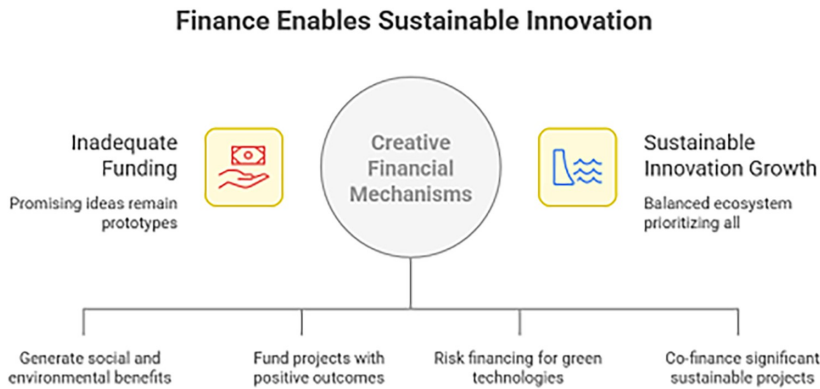 Finance Enables Sustainable Innovation
Inadequate
Funding
Promising ideas remain
prototypes
Creative
Financial
Mechanisms
Sustainable
Innovation Growth
Balanced ecosystem
prioritizing all
Generate social and
environmental benefits
Fund projects with
positive outcomes
Risk financing for green
technologies
Co-finance significant
sustainable projects